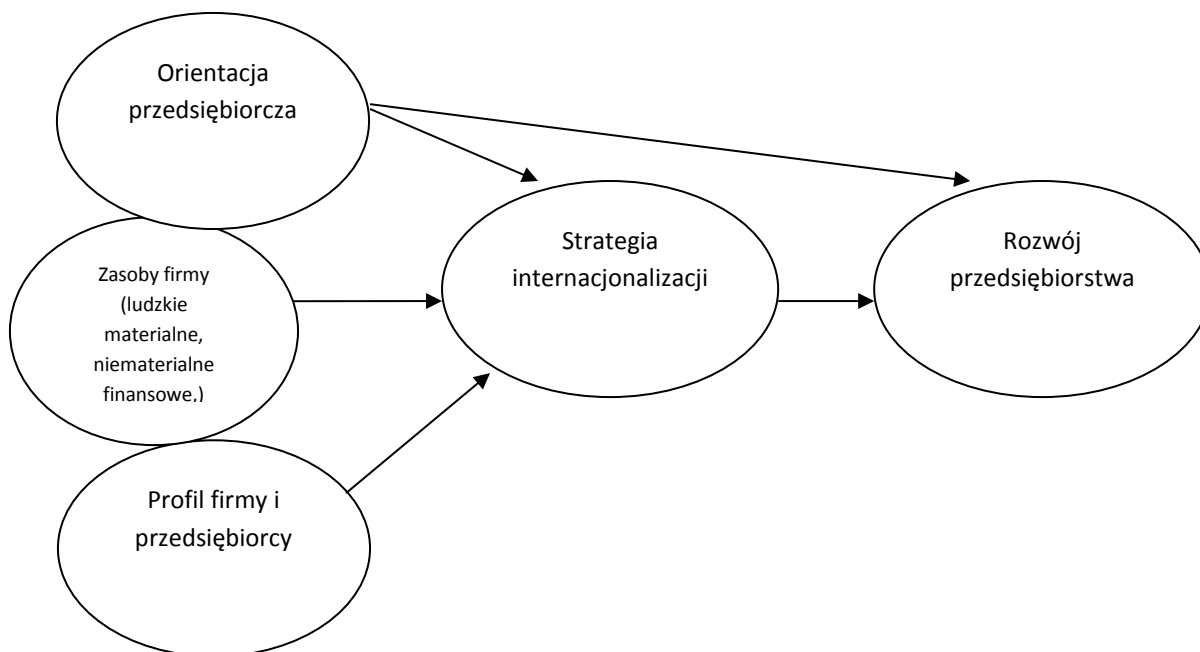 Orientacja
przedsiębiorcza
Strategia
internacjonalizacji
Rozwój
przedsiębiorstwa
Zasoby firmy
(ludzkie
materialne,
niematerialne
finansowe,)
Profil firmy i
przedsiębiorcy